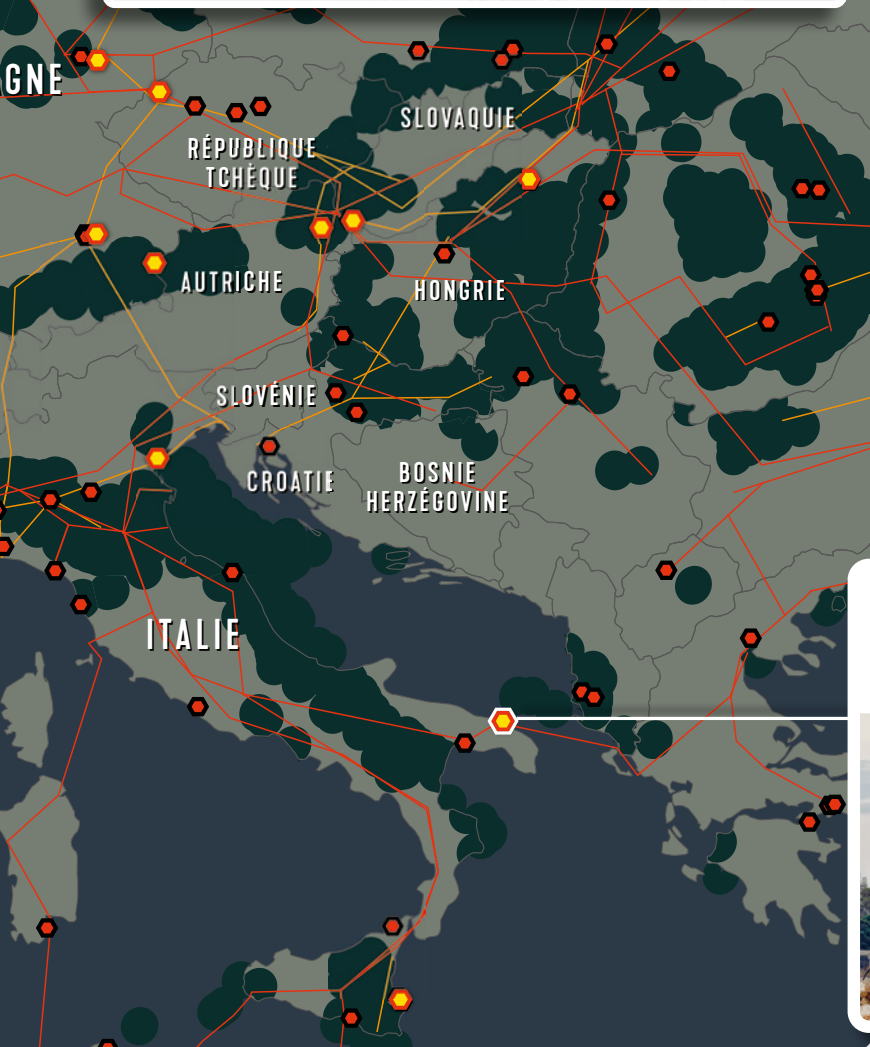 GNE
SLOVAQUIE
RÉPUBLIQUE
TCHÈQUE
AUTRICHE
HONGRIE
SLOVÉNIE
CROATIE
BOSNIE
HERZÉGOVINE
ITALIE